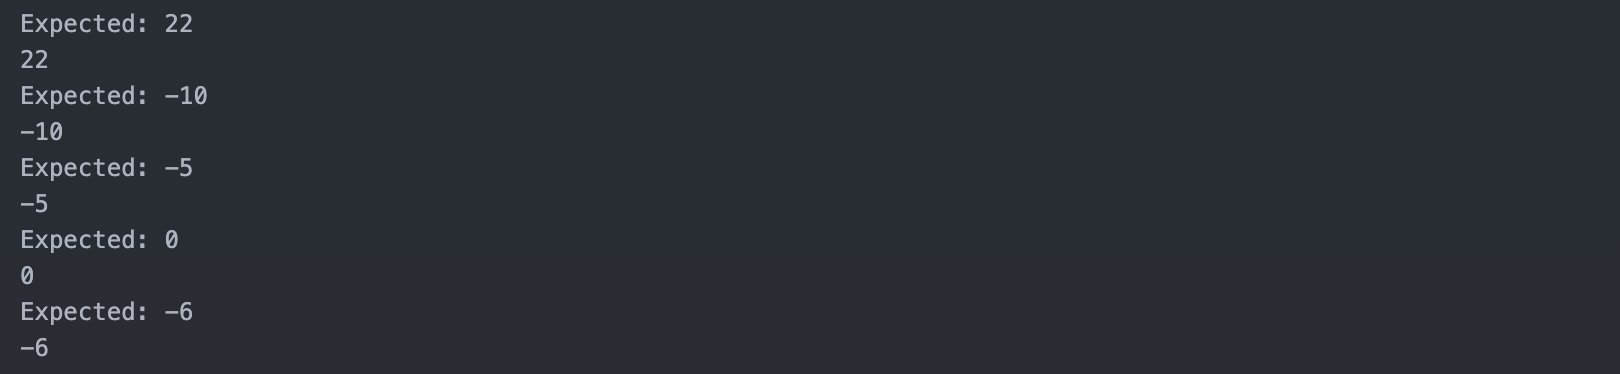 Expected: 22
22
Expected: -10
-10
Expected: -5
-5
Expected: 0
0
Expected: -6
-6